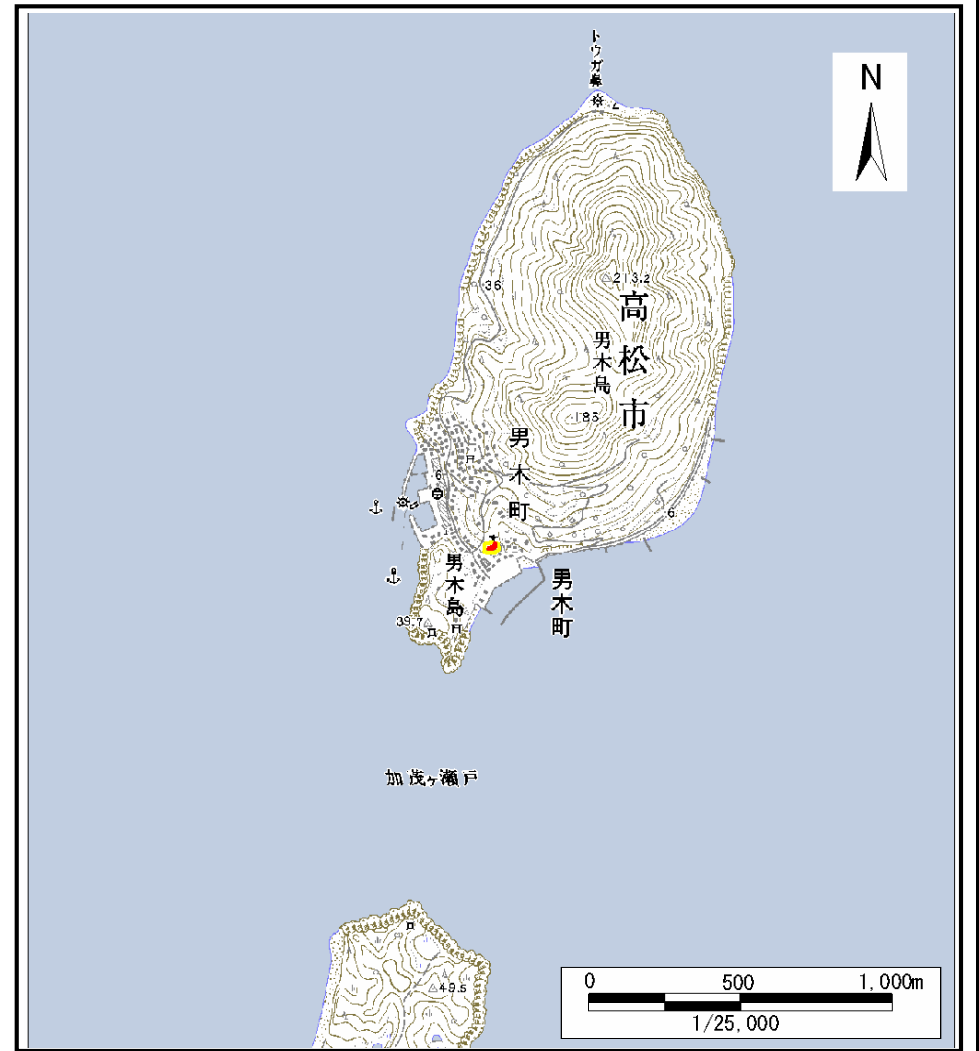 トウガ鼻
N
2
36
213.2
高松市
男木島
185
男木町
6
6
男木島
男木町
39.7
加茂ヶ瀬戸
49.5
0 500 1,000m
1/25,000